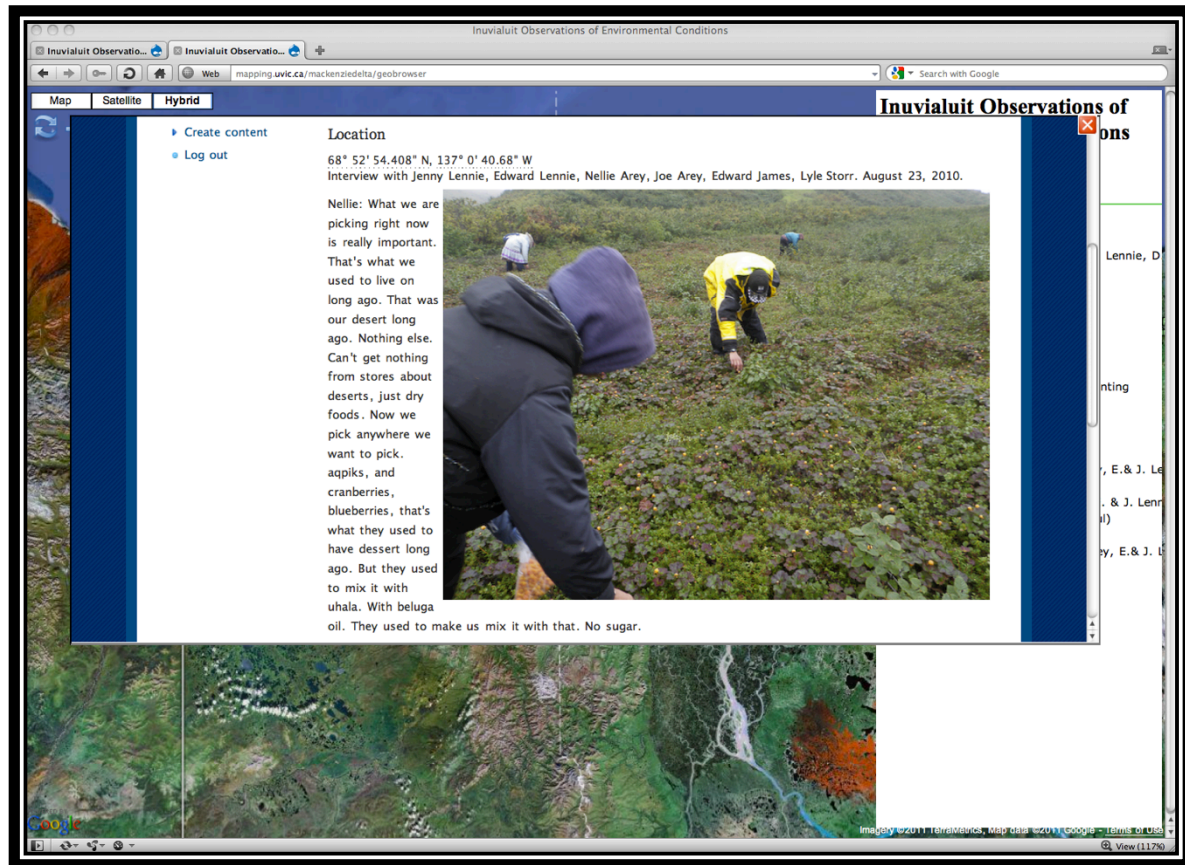 Inuvialuit Observations of Environmental Conditions
Inuvialuit Observatio...
Inuvialuit Observatio...
Web
mapping.uvic.ca/mackenziedelta/geobrowser
Search with Google
Map
Satellite
Hybrid
Inuvialuit Observations of
ons
Create content
Log out
Location
68° 52' 54.408" N, 137° 0' 40.68" W
Interview with Jenny Lennie, Edward Lennie, Nellie Arey, Joe Arey, Edward James, Lyle Storr. August 23, 2010.
Nellie: What we are
picking right now
is really important.
That's what we
used to live on
long ago. That was
our desert long
ago. Nothing else.
Can't get nothing
from stores about
deserts, just dry
foods. Now we
pick anywhere we
want to pick.
aqpiks, and
cranberries,
blueberries, that's
what they used to
have dessert long
ago. But they used
to mix it with
uhala. With beluga
oil. They used to make us mix it with that. No sugar.
Lennie, D
nting
, E.& J. Le
. & J. Lenn
ul)
ey, E.& J. L
Google
Imagery ©2011 TerraMetrics, Map data ©2011 Google - Terms of Use
View (117%)